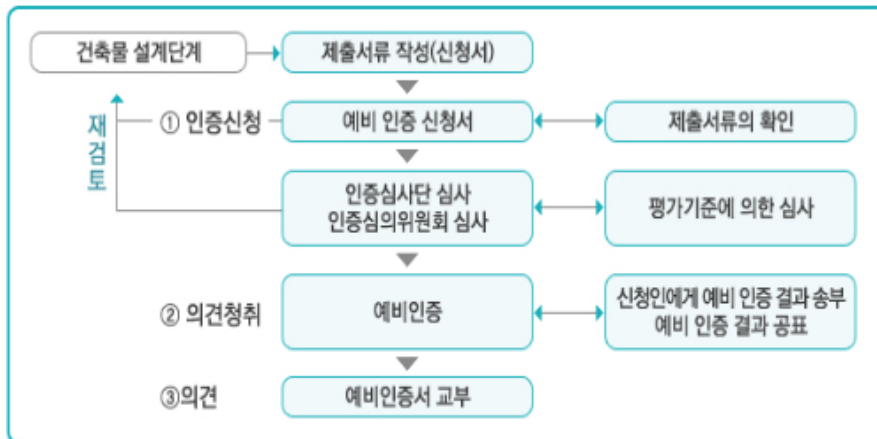 건축물 설계단계
제출서류 작성(신청서)
재검토
① 인증신청
예비 인증 신청서
제출서류의 확인
인증심사단 심사
인증심의위원회 심사
평가기준에 의한 심사
② 의견청취
예비인증
신청인에게 예비 인증 결과 송부
예비 인증 결과 공표
③의견
예비인증서 교부